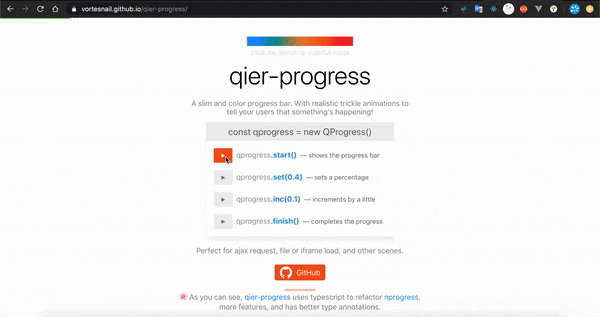 vortesnail.github.io/qier-progress/
Click me switch to colorful mode
qier-progress
A slim and color progress bar. With realistic trickle animations to
tell your users that something's happening!
const qprogress = new QProgress()
qprogress.start() — shows the progress bar
qprogress.set(0.4) — sets a percentage
qprogress.inc(0.1) — increments by a little
qprogress.finish() — completes the progress
Perfect for ajax request, file or iframe load, and other scenes.
GitHub
🌸 As you can see, qier-progress uses typescript to refactor nprogress,
more features, and has better type annotations.